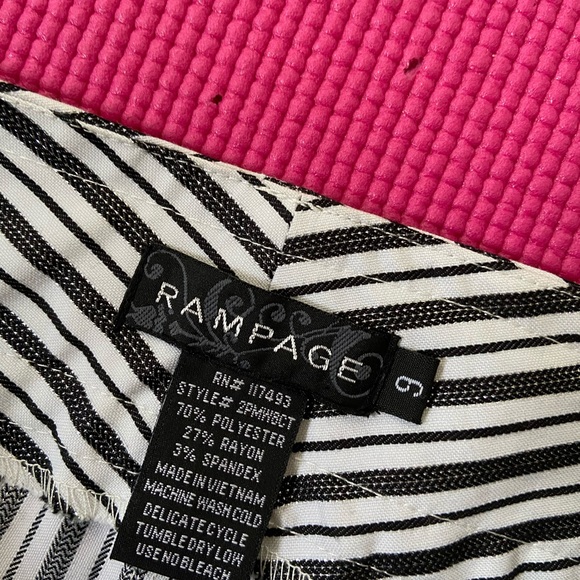 RAMPAGE
9
RN# 117493
STYLE# 2PMWBCT
70% POLYESTER
27% RAYON
3% SPANDEX
MADE IN VIETNAM
MACHINE WASH COLD
DELICATE CYCLE
TUMBLE DRY LOW
USE NO BLEACH